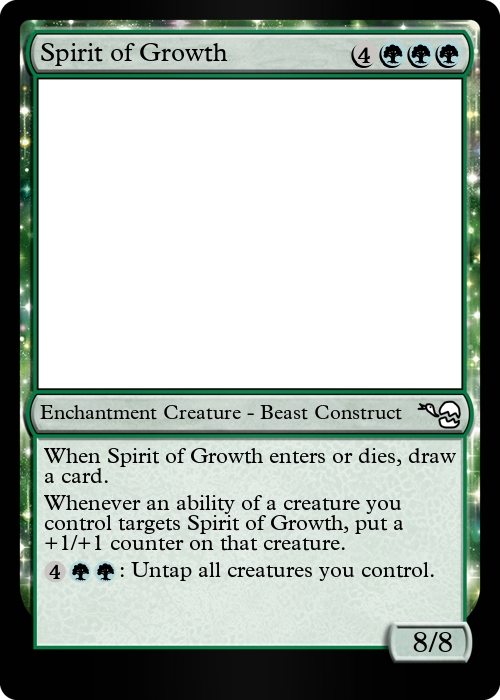 Spirit of Growth 4
Enchantment Creature - Beast Construct
When Spirit of Growth enters or dies, draw
a card.
Whenever an ability of a creature you
control targets Spirit of Growth, put a
+1/+1 counter on that creature.
4 : Untap all creatures you control.
8/8